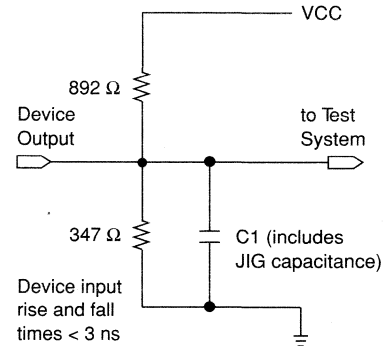 VCC
892 Ω
Device
Output
to Test
System
347 Ω
C1 (includes
JIG capacitance)
Device input
rise and fall
times < 3 ns